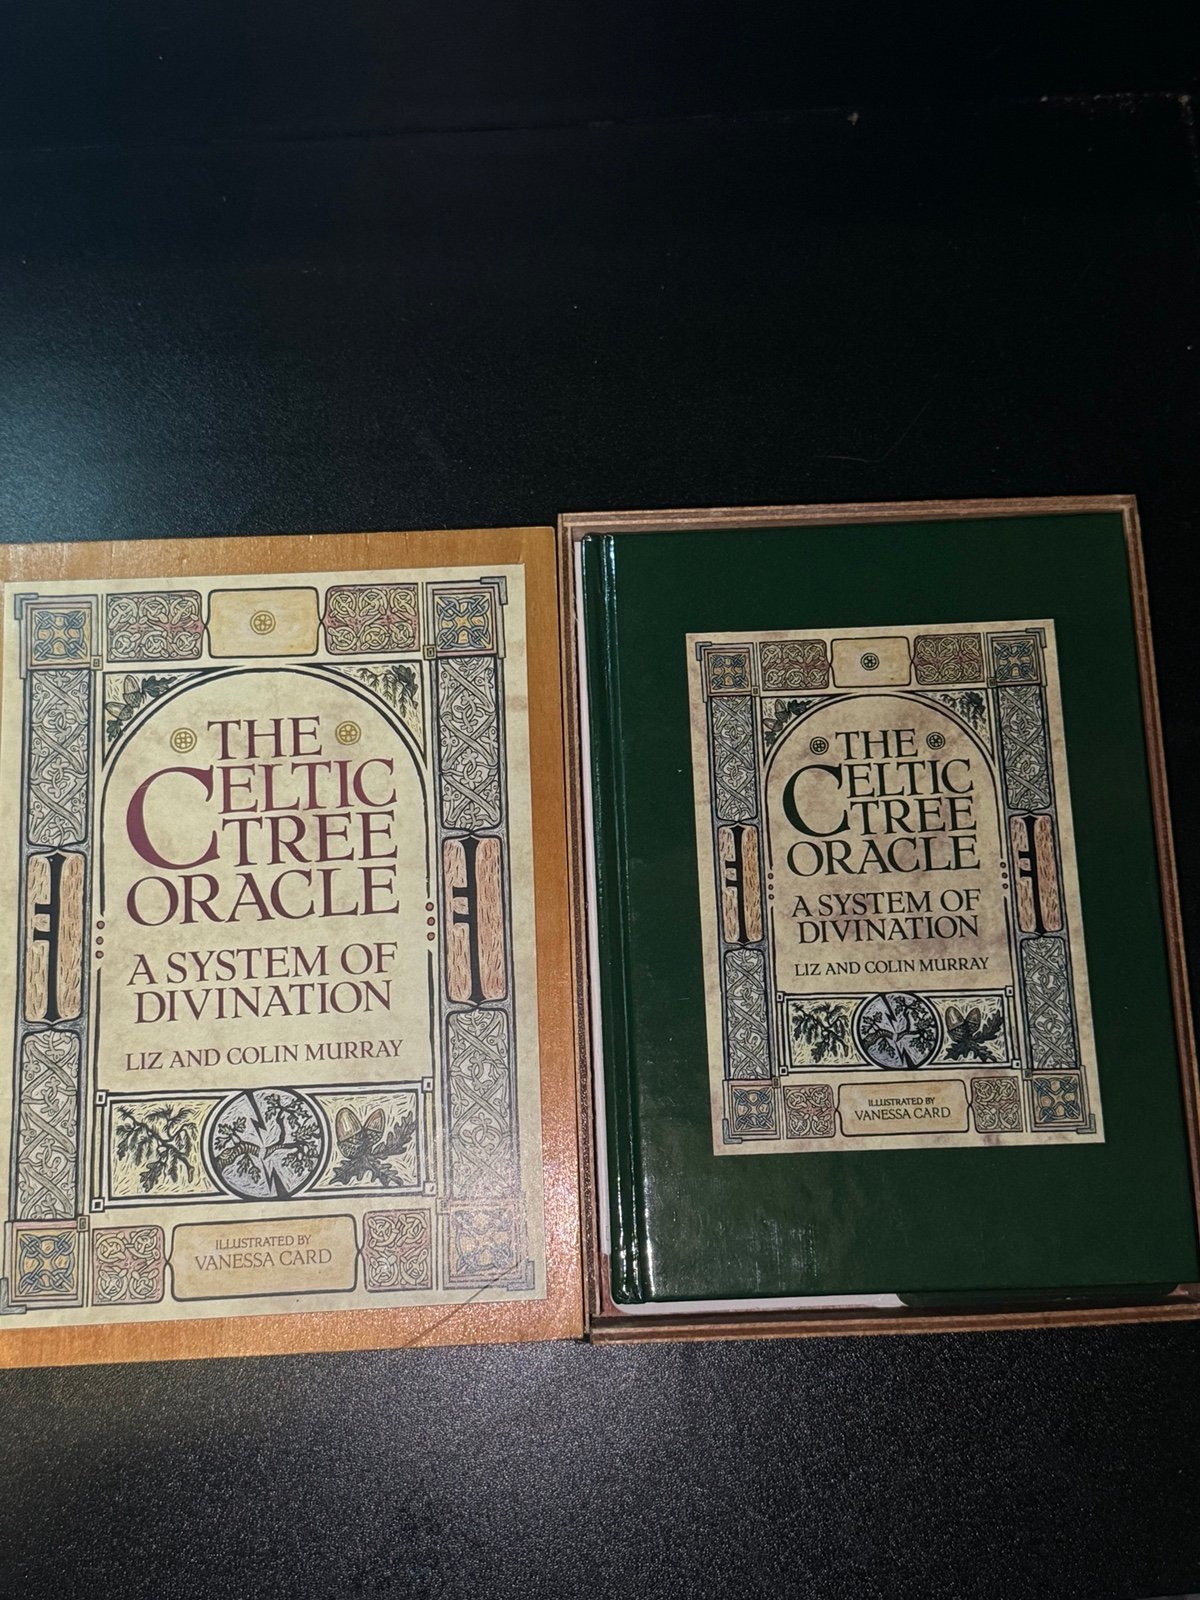 THE
CELTIC
TREE
ORACLE
A SYSTEM OF
DIVINATION
LIZ AND COLIN MURRAY
ILLUSTRATED BY
VANESSA CARD
THE
CELTIC
TREE
ORACLE
A SYSTEM OF
DIVINATION
LIZ AND COLIN MURRAY
ILLUSTRATED BY
VANESSA CARD